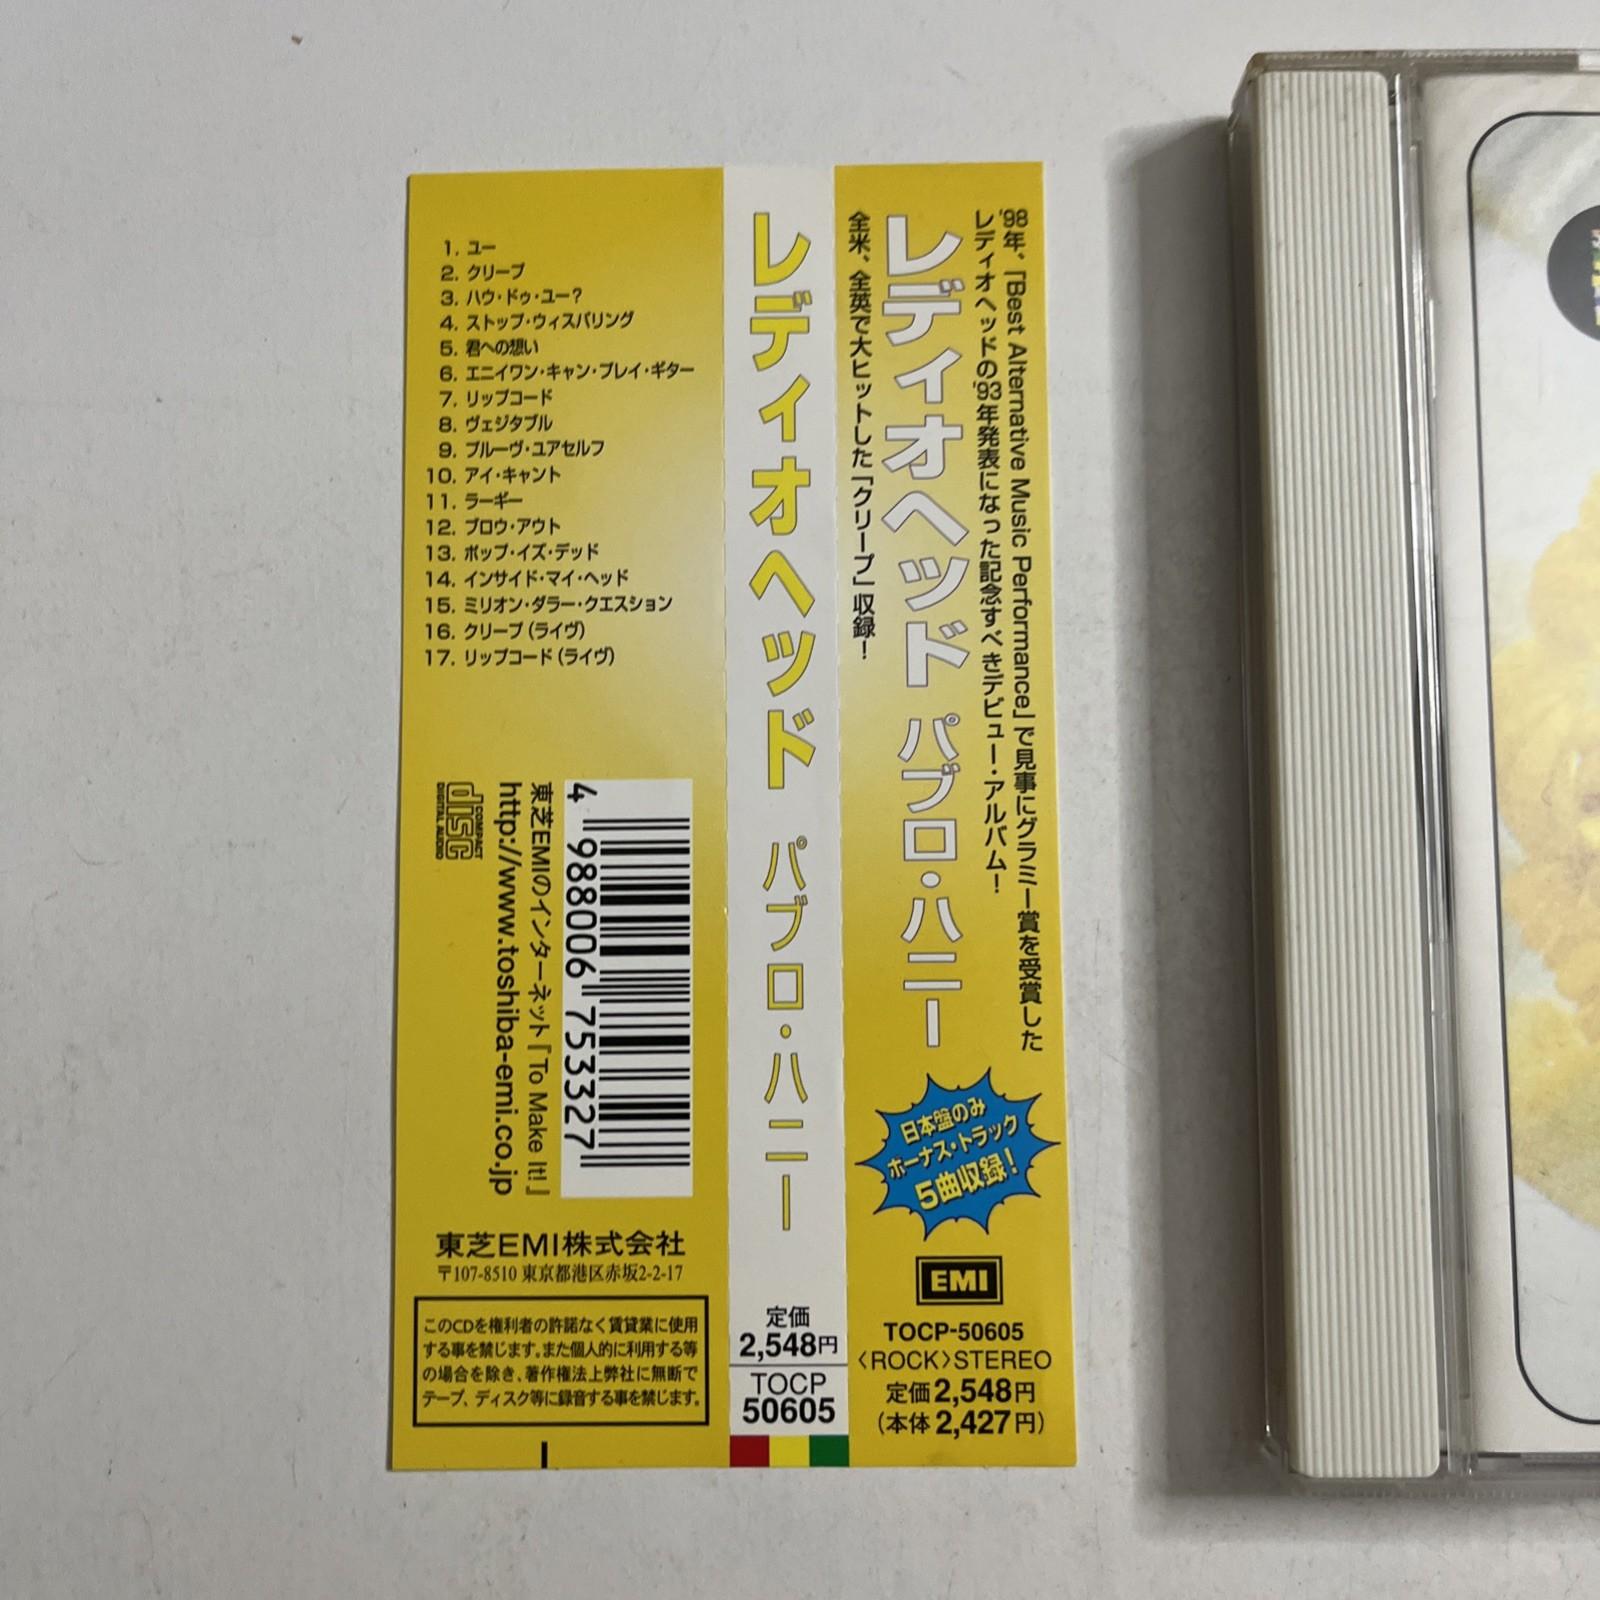 1. ユー
2. クリープ
3. ハウ・ドゥ・ユー?
4. ストップ・ウィスパリング
5. 君への想い
6. エニイワン・キャン・プレイ・ギター
7. リップコード
8. ヴェジタブル
9. プルーヴ・ユアセルフ
10. アイ・キャント
11. ラーギー
12. ブロウ・アウト
13. ポップ・イズ・デッド
14. インサイド・マイ・ヘッド
15. ミリオン・ダラー・クエスション
16. クリープ(ライヴ)
17. リップコード(ライヴ)
4 988006 753327
東芝EMIのインターネット『To Make It!』
http://www.toshiba-emi.co.jp
COMPACT
disc
DIGITAL AUDIO
東芝EMI株式会社
〒107-8510 東京都港区赤坂2-2-17
このCDを権利者の許諾なく賃貸業に使用
する事を禁じます。また個人的に利用する等
の場合を除き、著作権法上弊社に無断で
テープ、ディスク等に録音する事を禁じます。
レディオヘッド パブロ・ハニー
定価
2,548円
TOCP
50605
'98年、「Best Alternative Music Performance」で見事にグラミー賞を受賞した
レディオヘッドの'93年発表になった記念すべきデビュー・アルバム!
レディオヘッド パブロ・ハニー
全米、全英で大ヒットした「クリープ」収録!
日本盤のみ
ボーナス・トラック
5曲収録!
EMI
TOCP-50605
〈ROCK〉STEREO
定価2,548円
(本体2,427円)